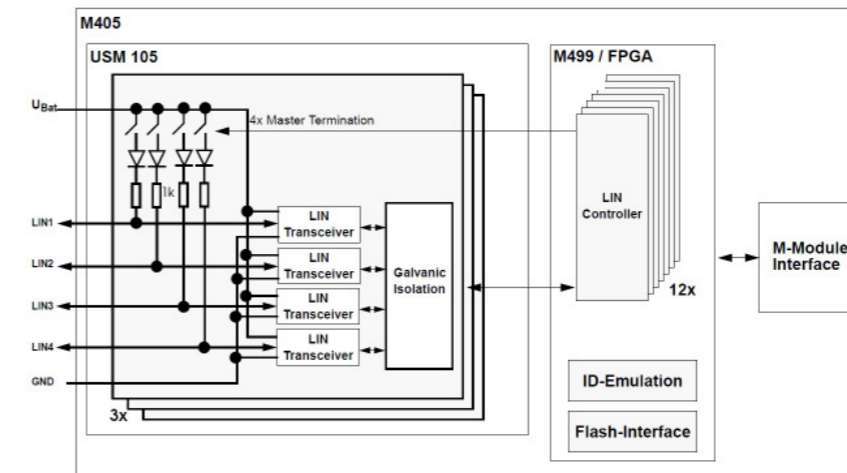 M405
USM 105
M499 / FPGA
UBat
4x Master Termination
1k
LIN
Controller
LIN1
LIN
Transceiver
LIN2
LIN
Transceiver
Galvanic
Isolation
M-Module
Interface
LIN3
LIN
Transceiver
12x
LIN4
LIN
Transceiver
GND
ID-Emulation
3x
Flash-Interface